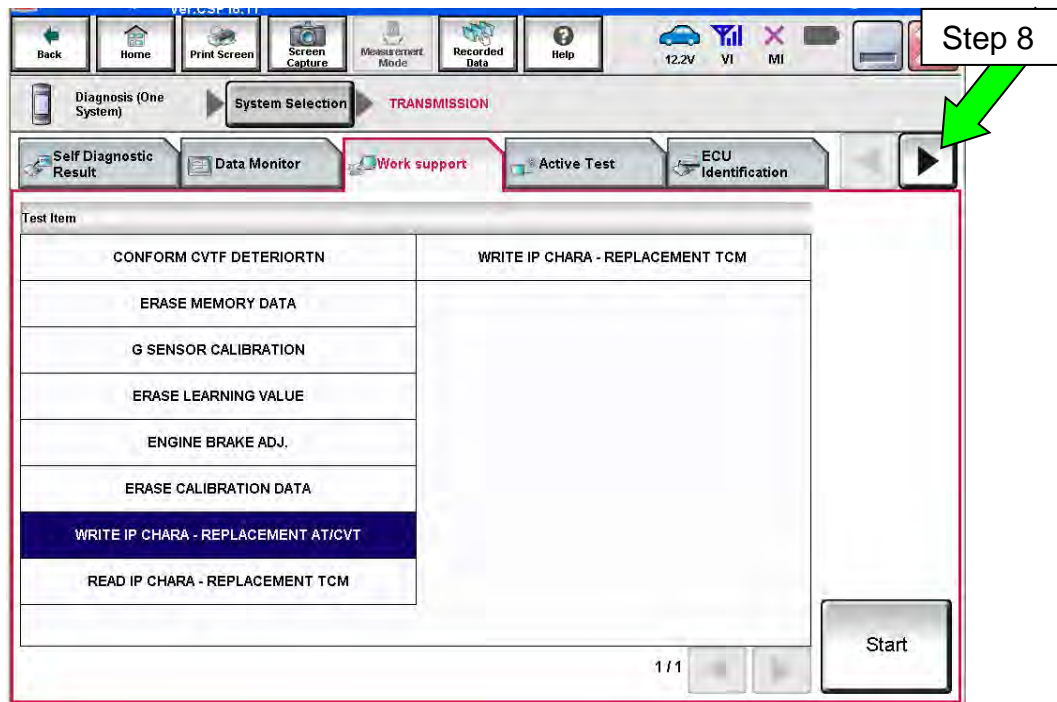 Step 8
Back
Home
Print Screen
Screen
Capture
Measurement
Mode
Recorded
Data
Help
12.2V
VI
MI
Diagnosis (One
System)
System Selection
TRANSMISSION
Self Diagnostic
Result
Data Monitor
Work support
Active Test
ECU
Identification
Test Item
CONFORM CVTF DETERIORTN
WRITE IP CHARA - REPLACEMENT TCM
ERASE MEMORY DATA
G SENSOR CALIBRATION
ERASE LEARNING VALUE
ENGINE BRAKE ADJ.
ERASE CALIBRATION DATA
WRITE IP CHARA - REPLACEMENT AT/CVT
READ IP CHARA - REPLACEMENT TCM
1/1
Start